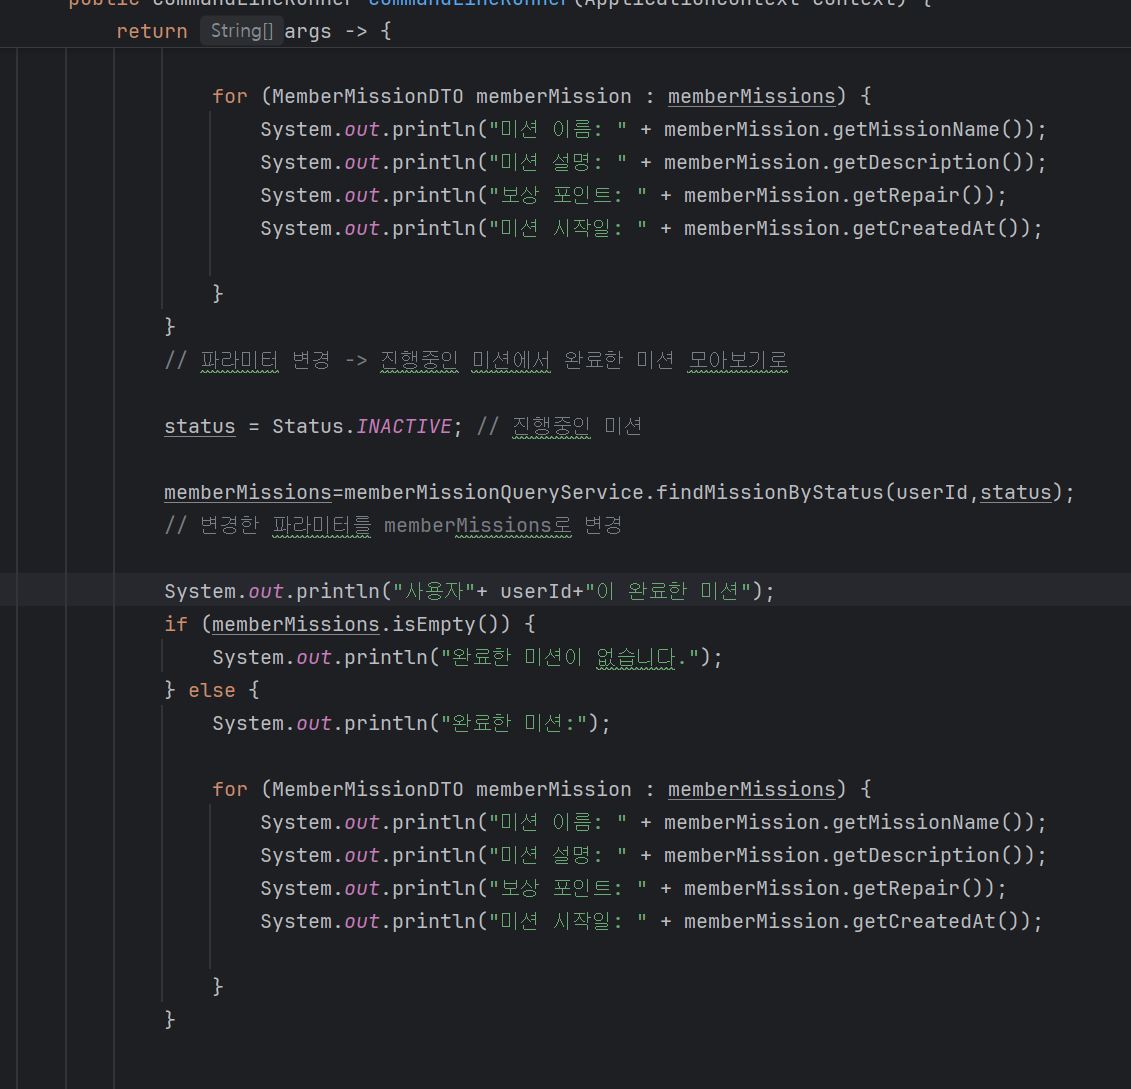 public CommandLineRunner commandLineRunner(ApplicationContext context) {
return String[] args -> {
for (MemberMissionDTO memberMission : memberMissions) {
System.out.println("미션 이름: " + memberMission.getMissionName());
System.out.println("미션 설명: " + memberMission.getDescription());
System.out.println("보상 포인트: " + memberMission.getRepair());
System.out.println("미션 시작일: " + memberMission.getCreatedAt());
}
}
// 파라미터 변경 -> 진행중인 미션에서 완료한 미션 모아보기로
status = Status.INACTIVE; // 진행중인 미션
memberMissions=memberMissionQueryService.findMissionByStatus(userId,status);
// 변경한 파라미터를 memberMissions로 변경
System.out.println("사용자"+ userId+"이 완료한 미션");
if (memberMissions.isEmpty()) {
System.out.println("완료한 미션이 없습니다.");
} else {
System.out.println("완료한 미션:");
for (MemberMissionDTO memberMission : memberMissions) {
System.out.println("미션 이름: " + memberMission.getMissionName());
System.out.println("미션 설명: " + memberMission.getDescription());
System.out.println("보상 포인트: " + memberMission.getRepair());
System.out.println("미션 시작일: " + memberMission.getCreatedAt());
}
}